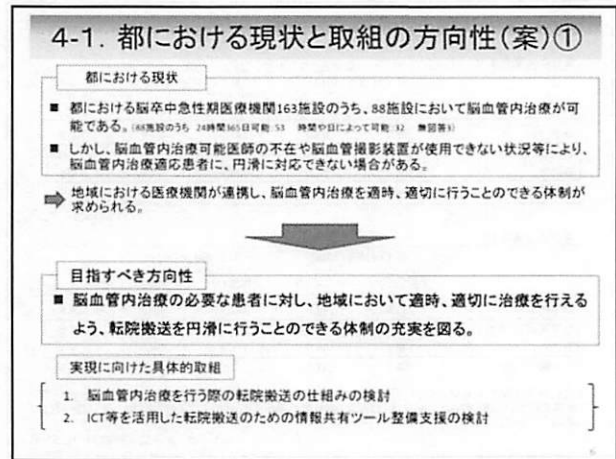 4-1. 都における現状と取組の方向性(案)①
都における現状
■ 都における脳卒中急性期医療機関163施設のうち、88施設において脳血管内治療が可
能である。(88施設のうち 24時間365日可能:53 時間や日によって可能:32 無回答3)
■ しかし、脳血管内治療可能医師の不在や脳血管撮影装置が使用できない状況等により、
脳血管内治療適応患者に、円滑に対応できない場合がある。
➡ 地域における医療機関が連携し、脳血管内治療を適時、適切に行うことのできる体制が
求められる。
目指すべき方向性
■ 脳血管内治療の必要な患者に対し、地域において適時、適切に治療を行える
よう、転院搬送を円滑に行うことのできる体制の充実を図る。
実現に向けた具体的取組
1. 脳血管内治療を行う際の転院搬送の仕組みの検討
2. ICT等を活用した転院搬送のための情報共有ツール整備支援の検討